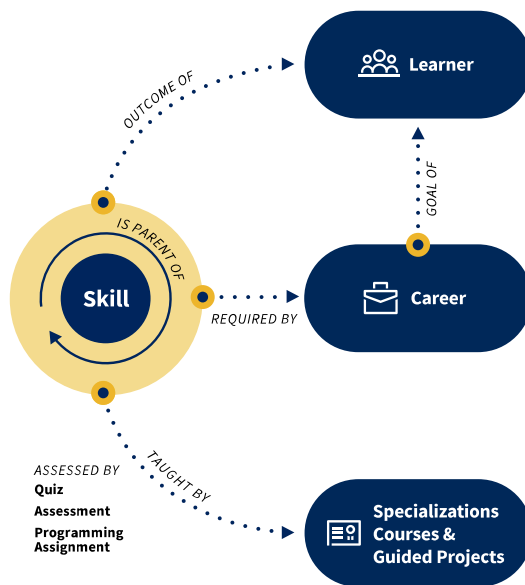 Learner
OUTCOME OF
GOAL OF
IS PARENT OF
Skill
Career
REQUIRED BY
TAUGHT BY
ASSESSED BY
Quiz
Assessment
Programming
Assignment
Specializations
Courses &
Guided Projects